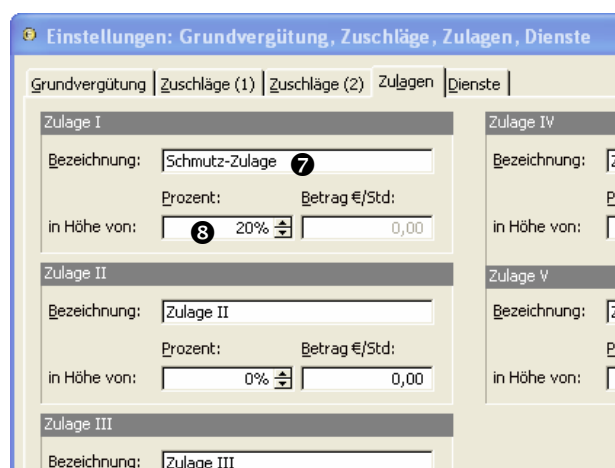 Einstellungen: Grundvergütung, Zuschläge, Zulagen, Dienste
Grundvergütung Zuschläge (1) Zuschläge (2) Zulagen Dienste
Zulage I
Bezeichnung: Schmutz-Zulage 7
Prozent: Betrag €/Std:
in Höhe von: 8 20% 0,00
Zulage II
Bezeichnung: Zulage II
Prozent: Betrag €/Std:
in Höhe von: 0% 0,00
Zulage III
Bezeichnung: Zulage III
Zulage IV
Bezeichnung:
in Höhe von:
Zulage V
Bezeichnung:
in Höhe von: